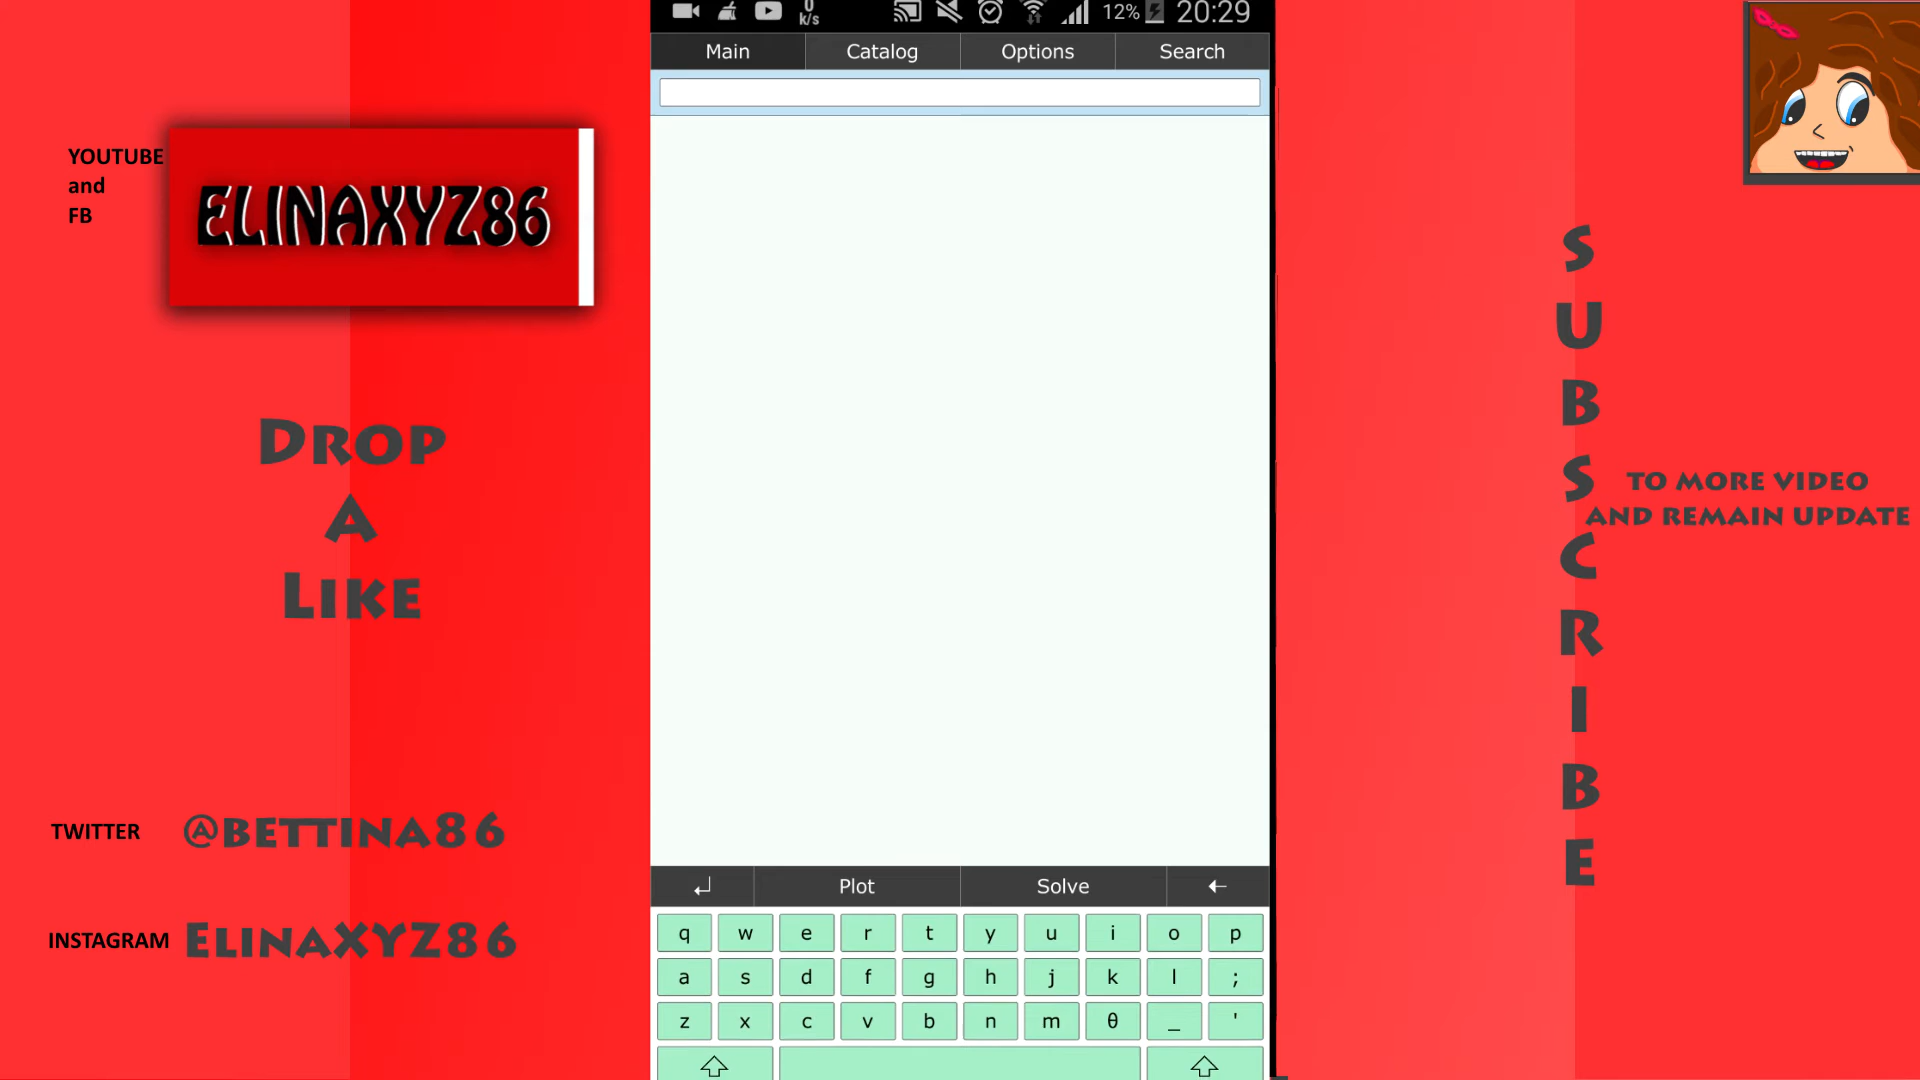 0
k/s
12%
20:29
Main
Catalog
Options
Search
YOUTUBE
and
FB
ELINAXYZ86
DROP
A
LIKE
S
U
B
S
C
R
I
B
E
TO MORE VIDEO
AND REMAIN UPDATE
TWITTER @BETTINA86
INSTAGRAM ELINAXYZ86
Plot
Solve
q w e r t y u i o p
a s d f g h j k l ;
z x c v b n m θ _ '